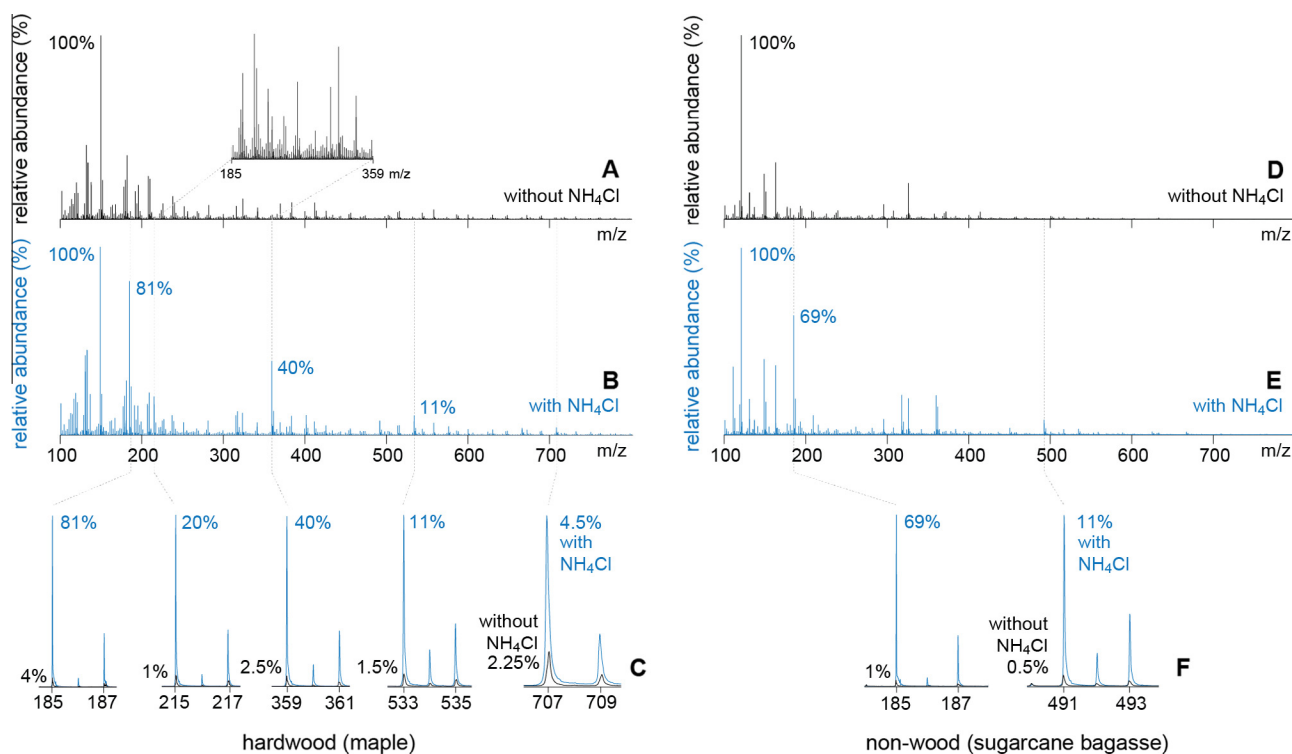 relative abundance (%)
100%
185
359 m/z
A
without NH₄Cl
m/z
relative abundance (%)
100%
81%
40%
11%
B
with NH₄Cl
100 200 300 400 500 600 700 m/z
81%
20%
40%
11%
4.5%
with
NH₄Cl
without
NH₄Cl
2.25%
4%
1%
2.5%
1.5%
C
185 187
215 217
359 361
533 535
707 709
hardwood (maple)
relative abundance (%)
100%
D
without NH₄Cl
m/z
relative abundance (%)
100%
69%
E
with NH₄Cl
100 200 300 400 500 600 700 m/z
69%
11%
with
NH₄Cl
without
NH₄Cl
0.5%
1%
F
185 187
491 493
non-wood (sugarcane bagasse)